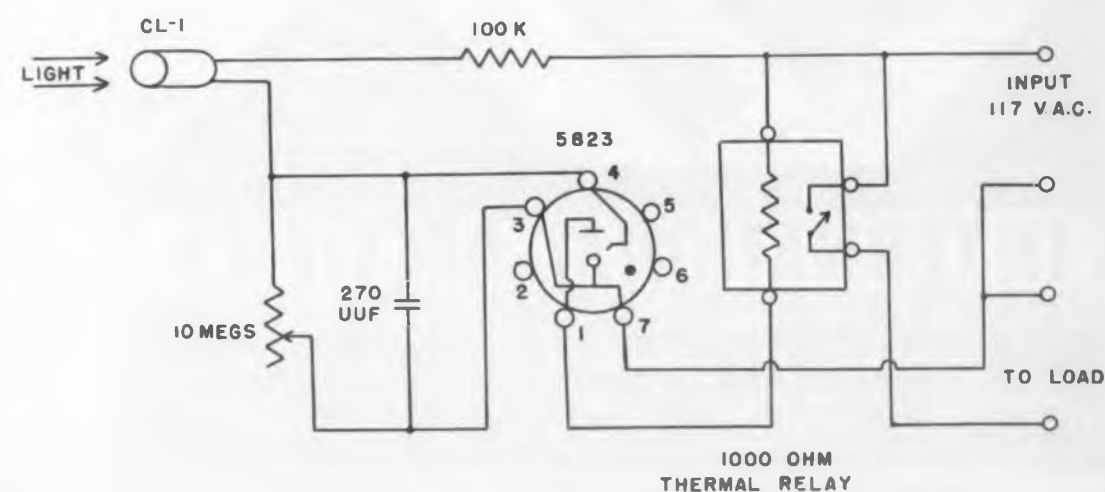 CL-1
100 K
LIGHT
INPUT
117 V.A.C.
5823
4
3
5
2
6
1
7
270
UUF
10 MEGS
TO LOAD
1000 OHM
THERMAL RELAY